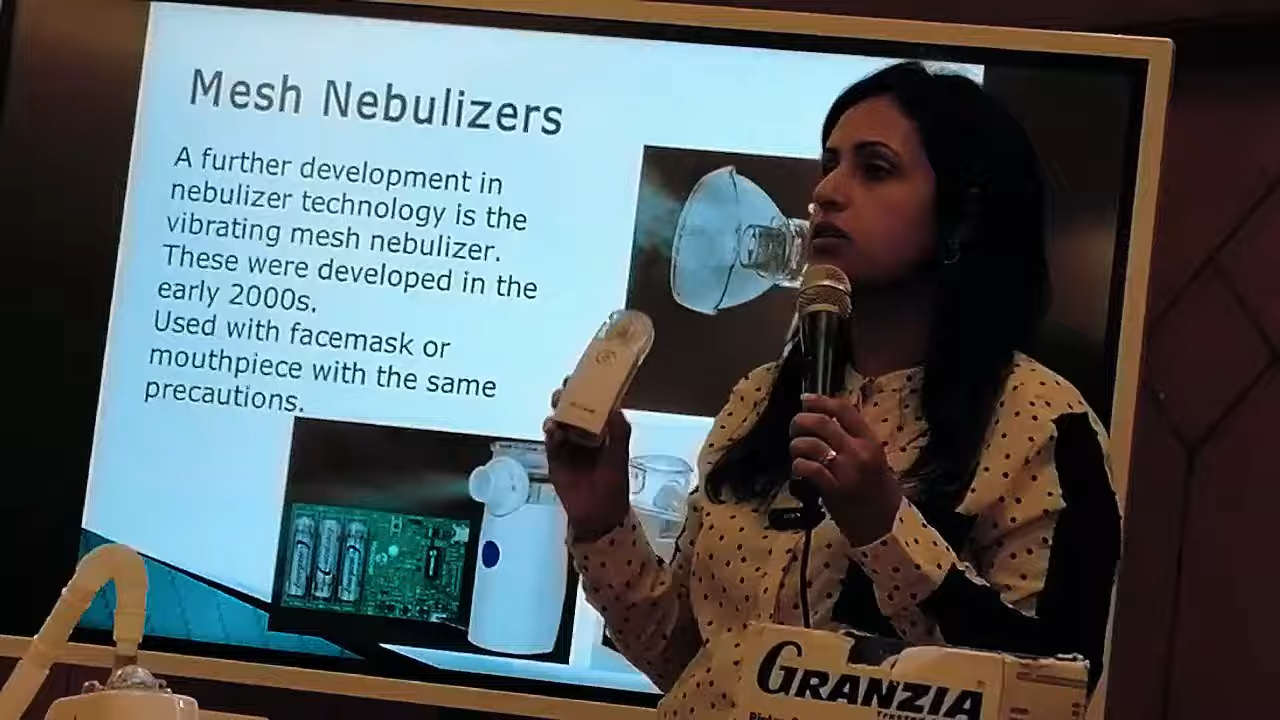 Mesh Nebulizers
A further development in
nebulizer technology is the
vibrating mesh nebulizer.
These were developed in the
early 2000s.
Used with facemask or
mouthpiece with the same
precautions.
GRANZIA